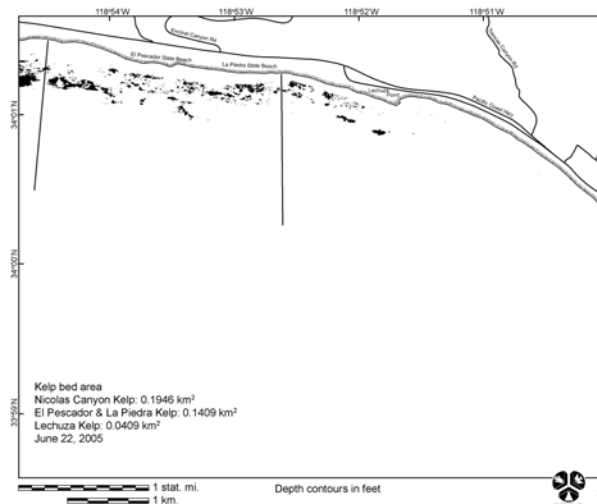 118°54'W 118°53'W 118°52'W 118°51'W
Encinal Canyon Rd
Trancas Canyon Rd
El Pescador State Beach
La Piedra State Beach
Lechuza Point
Pacific Coast Hwy
34°01'N
34°00'N
33°59'N
Kelp bed area
Nicolas Canyon Kelp: 0.1946 km²
El Pescador & La Piedra Kelp: 0.1409 km²
Lechuza Kelp: 0.0409 km²
June 22, 2005
1 stat. mi.
1 km.
Depth contours in feet